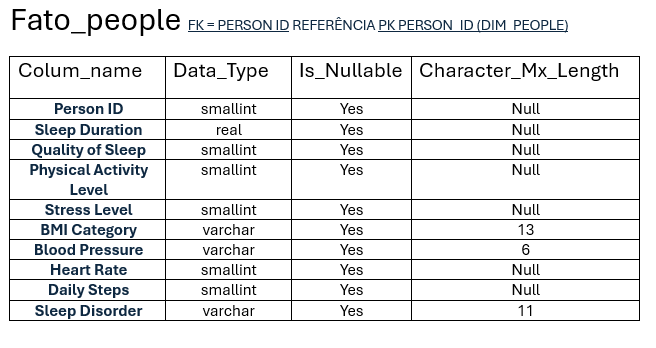 Fato_people FK = PERSON ID REFERÊNCIA PK PERSON_ID (DIM_PEOPLE)
Colum_name Data_Type Is_Nullable Character_Mx_Length
Person ID smallint Yes Null
Sleep Duration real Yes Null
Quality of Sleep smallint Yes Null
Physical Activity smallint Yes Null
Level
Stress Level smallint Yes Null
BMI Category varchar Yes 13
Blood Pressure varchar Yes 6
Heart Rate smallint Yes Null
Daily Steps smallint Yes Null
Sleep Disorder varchar Yes 11